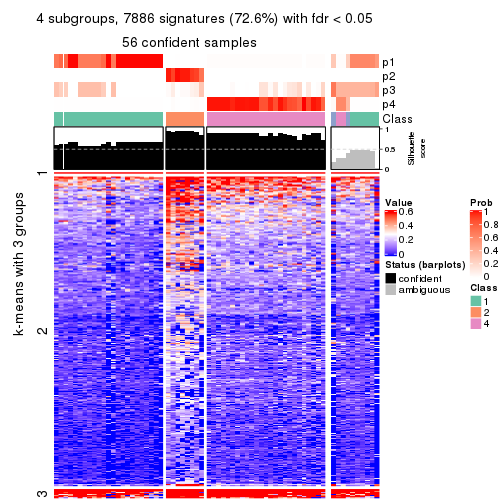 4 subgroups, 7886 signatures (72.6%) with fdr < 0.05
56 confident samples
p1
p2
p3
p4
Class
1
0.5
0
Silhouette
score
k-means with 3 groups
1
2
3
Value
0.6
0.4
0.2
0
Status (barplots)
confident
ambiguous
Prob
1
0.8
0.6
0.4
0.2
0
Class
1
2
4